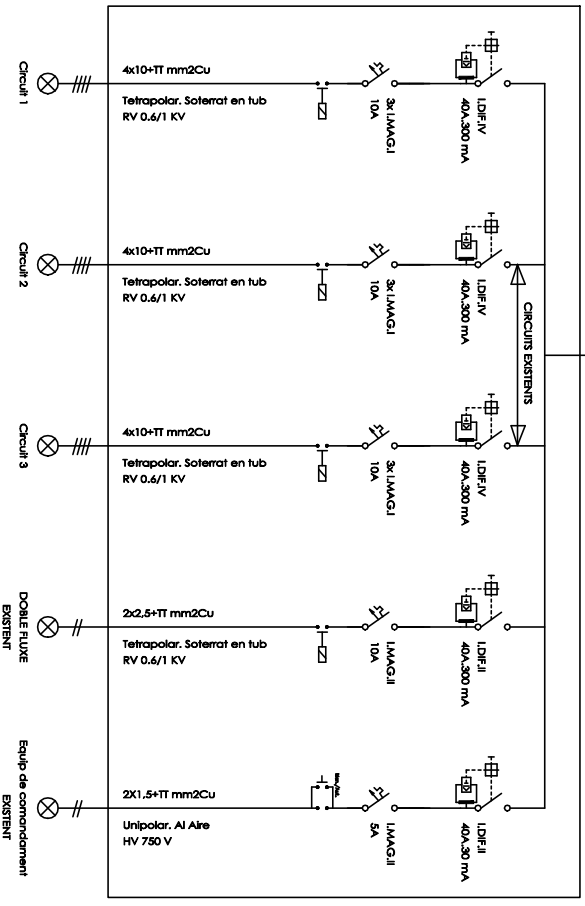 Circuit 1
4x10+TT mm2Cu
Tetrapolar. Soterrat en tub
RV 0.6/1 KV
3x I.MAG.I
10A
I.DIF.IV
40A.300 mA
Circuit 2
4x10+TT mm2Cu
Tetrapolar. Soterrat en tub
RV 0.6/1 KV
3x I.MAG.I
10A
I.DIF.IV
40A.300 mA
CIRCUITS EXISTENTS
Circuit 3
4x10+TT mm2Cu
Tetrapolar. Soterrat en tub
RV 0.6/1 KV
3x I.MAG.I
10A
I.DIF.IV
40A.300 mA
DOBLE FLUXE
EXISTENT
2x2,5+TT mm2Cu
Tetrapolar. Soterrat en tub
RV 0.6/1 KV
I.MAG.II
10A
I.DIF.II
40A.300 mA
Equip de comandament
EXISTENT
2X1,5+TT mm2Cu
Unipolar. Al Aire
HV 750 V
I.MAG.II
5A
I.DIF.II
40A.30 mA